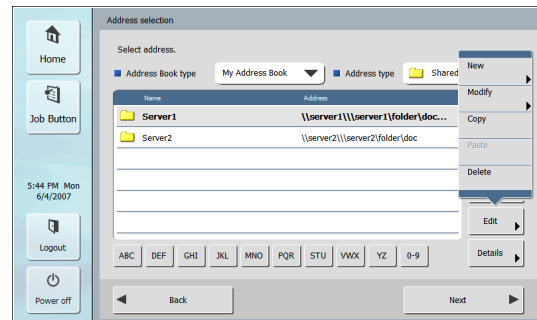 Address selection
Home
Job Button
5:44 PM Mon
6/4/2007
Logout
Power off
Select address.
Address Book type
My Address Book
Address type
Shared
Name
Address
Server1
\\server1\\\server1\folder\doc...
Server2
\\server2\\\server2\folder\doc
New
Modify
Copy
Paste
Delete
Edit
Details
ABC
DEF
GHI
JKL
MNO
PQR
STU
VWX
YZ
0-9
Back
Next